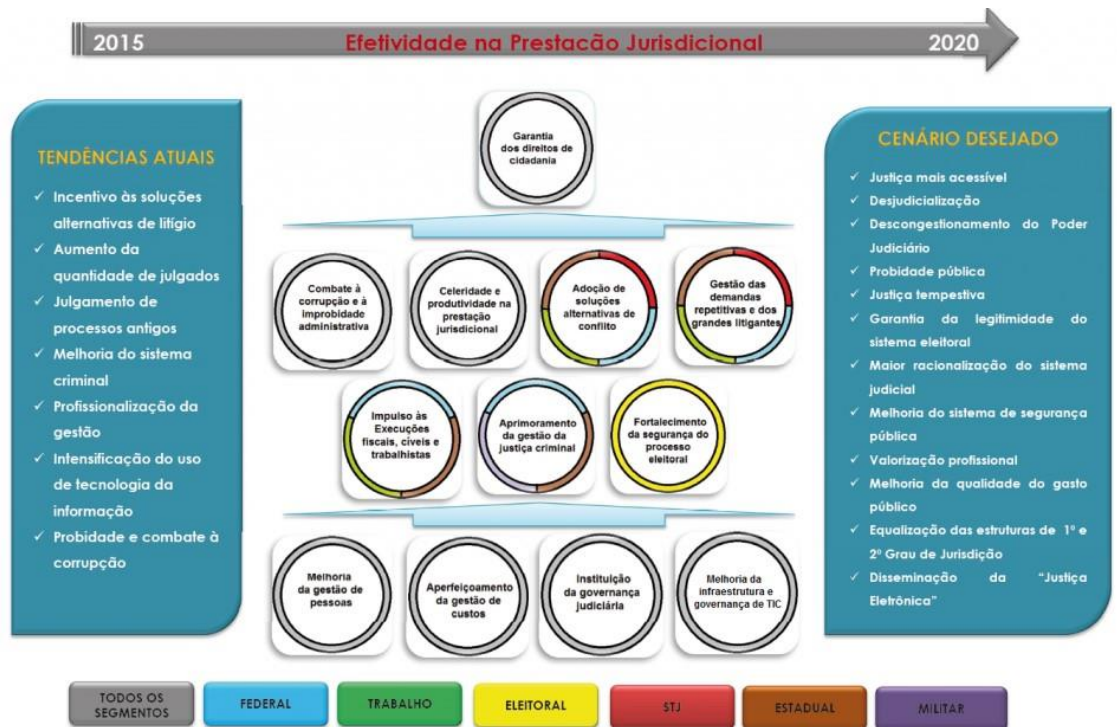 2015 Efetividade na Prestacão Jurisdicional 2020
TENDÊNCIAS ATUAIS
✓ Incentivo às soluções
alternativas de litígio
✓ Aumento da
quantidade de julgados
✓ Julgamento de
processos antigos
✓ Melhoria do sistema
criminal
✓ Profissionalização da
gestão
✓ Intensificação do uso
de tecnologia da
informação
✓ Probidade e combate à
corrupção
Garantia
dos direitos de
cidadania
Combate à
corrupção e à
improbidade
administrativa
Celeridade e
produtividade na
prestação
jurisdicional
Adoção de
soluções
alternativas de
conflito
Gestão das
demandas
repetitivas e dos
grandes litigantes
Impulso às
Execuções
fiscais, cíveis e
trabalhistas
Aprimoramento
da gestão da
justiça criminal
Fortalecimento
da segurança do
processo
eleitoral
Melhoria
da gestão de
pessoas
Aperfeiçoamento
da gestão de
custos
Instituição
da governança
judiciária
Melhoria da
infraestrutura e
governança de TIC
CENÁRIO DESEJADO
✓ Justiça mais acessível
✓ Desjudicialização
✓ Descongestionamento do Poder
Judiciário
✓ Probidade pública
✓ Justiça tempestiva
✓ Garantia da legitimidade do
sistema eleitoral
✓ Maior racionalização do sistema
judicial
✓ Melhoria do sistema de segurança
pública
✓ Valorização profissional
✓ Melhoria da qualidade do gasto
público
✓ Equalização das estruturas de 1º e
2º Grau de Jurisdição
✓ Disseminação da "Justiça
Eletrônica"
TODOS OS
SEGMENTOS
FEDERAL
TRABALHO
ELEITORAL
STJ
ESTADUAL
MILITAR